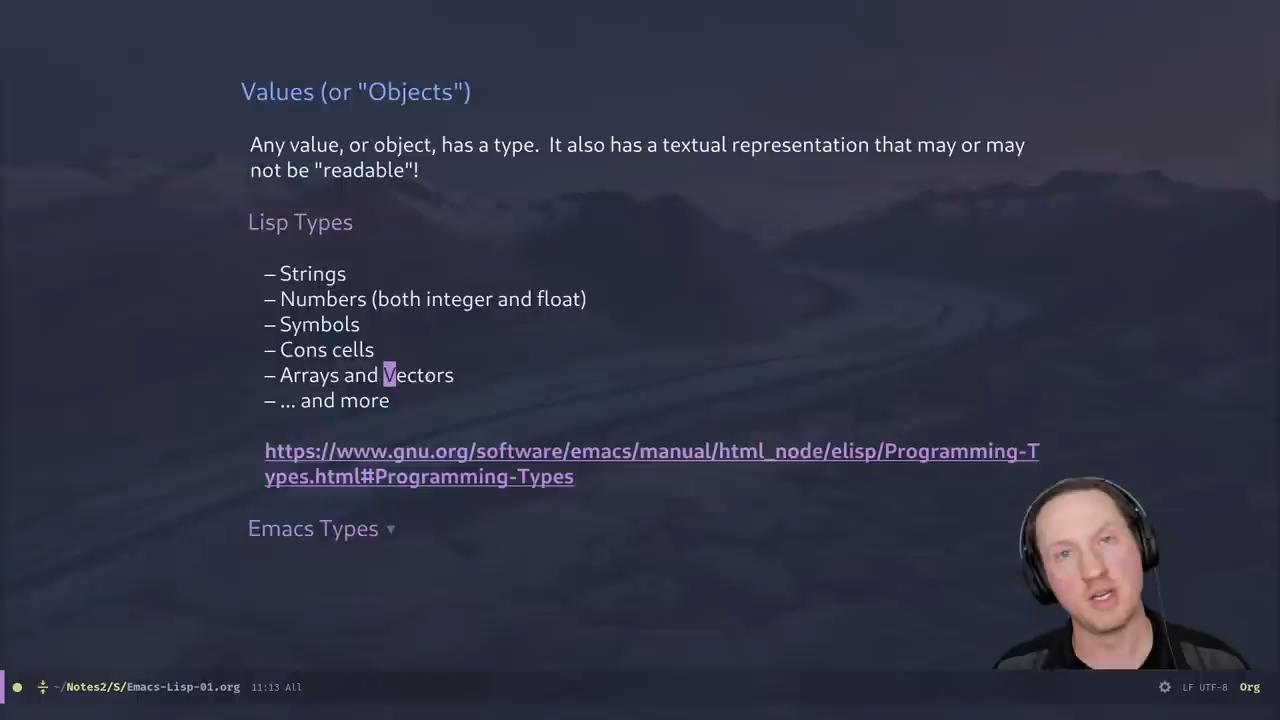 Values (or "Objects")
Any value, or object, has a type.  It also has a textual representation that may or may
not be "readable"!
Lisp Types
– Strings
– Numbers (both integer and float)
– Symbols
– Cons cells
– Arrays and Vectors
– ... and more
https://www.gnu.org/software/emacs/manual/html_node/elisp/Programming-T
ypes.html#Programming-Types
Emacs Types ▾
~/Notes2/S/Emacs-Lisp-01.org 11:13 All LF UTF-8 Org